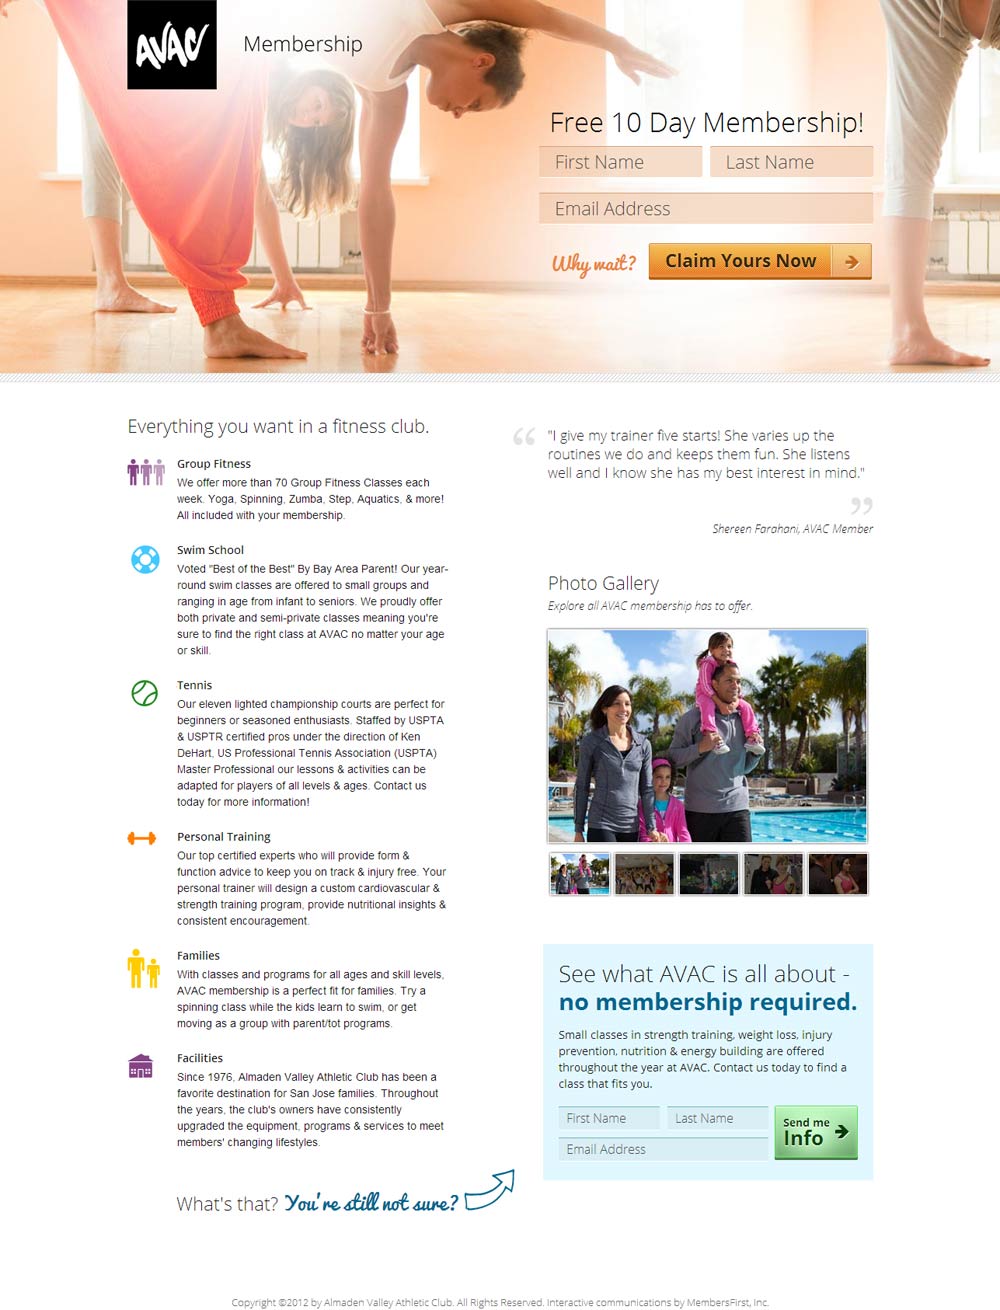 AVAC
Membership
Free 10 Day Membership!
First Name
Last Name
Email Address
Why wait?
Claim Yours Now
Everything you want in a fitness club.
Group Fitness
We offer more than 70 Group Fitness Classes each
week. Yoga, Spinning, Zumba, Step, Aquatics, & more!
All included with your membership.
Swim School
Voted "Best of the Best" By Bay Area Parent! Our year-
round swim classes are offered to small groups and
ranging in age from infant to seniors. We proudly offer
both private and semi-private classes meaning you're
sure to find the right class at AVAC no matter your age
or skill.
Tennis
Our eleven lighted championship courts are perfect for
beginners or seasoned enthusiasts. Staffed by USPTA
& USPTR certified pros under the direction of Ken
DeHart, US Professional Tennis Association (USPTA)
Master Professional our lessons & activities can be
adapted for players of all levels & ages. Contact us
today for more information!
Personal Training
Our top certified experts who will provide form &
function advice to keep you on track & injury free. Your
personal trainer will design a custom cardiovascular &
strength training program, provide nutritional insights &
consistent encouragement.
Families
With classes and programs for all ages and skill levels,
AVAC membership is a perfect fit for families. Try a
spinning class while the kids learn to swim, or get
moving as a group with parent/tot programs.
Facilities
Since 1976, Almaden Valley Athletic Club has been a
favorite destination for San Jose families. Throughout
the years, the club's owners have consistently
upgraded the equipment, programs & services to meet
members' changing lifestyles.
What's that? You're still not sure?
"I give my trainer five starts! She varies up the
routines we do and keeps them fun. She listens
well and I know she has my best interest in mind."
Shereen Farahani, AVAC Member
Photo Gallery
Explore all AVAC membership has to offer.
See what AVAC is all about -
no membership required.
Small classes in strength training, weight loss, injury
prevention, nutrition & energy building are offered
throughout the year at AVAC. Contact us today to find a
class that fits you.
First Name
Last Name
Email Address
Send me
Info
Copyright ©2012 by Almaden Valley Athletic Club. All Rights Reserved. Interactive communications by MembersFirst, Inc.